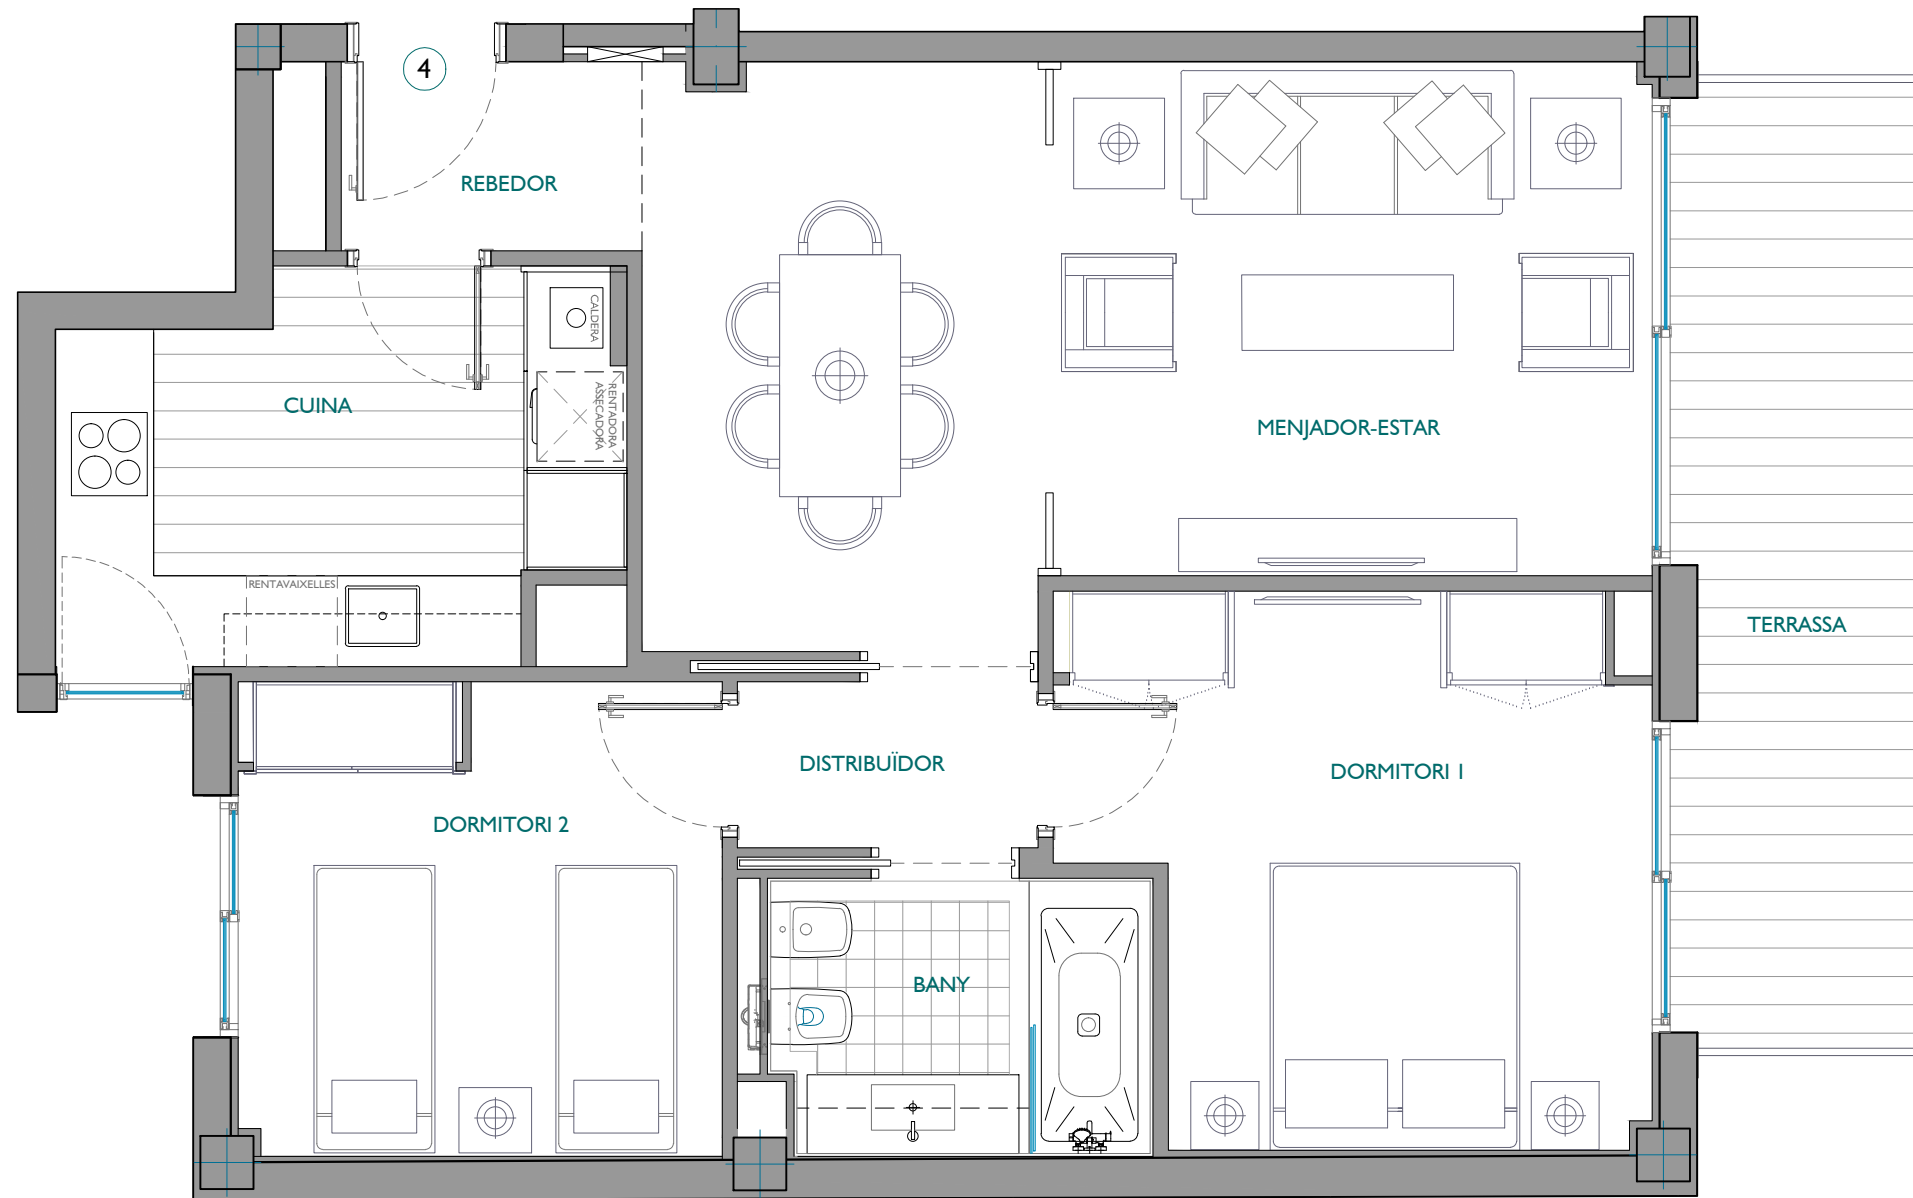 4
REBEDOR
CALDERA
RENTADORA
ASSECADORA
CUINA
MENJADOR-ESTAR
RENTAVAIXELLES
TERRASSA
DISTRIBUÏDOR
DORMITORI 1
DORMITORI 2
BANY